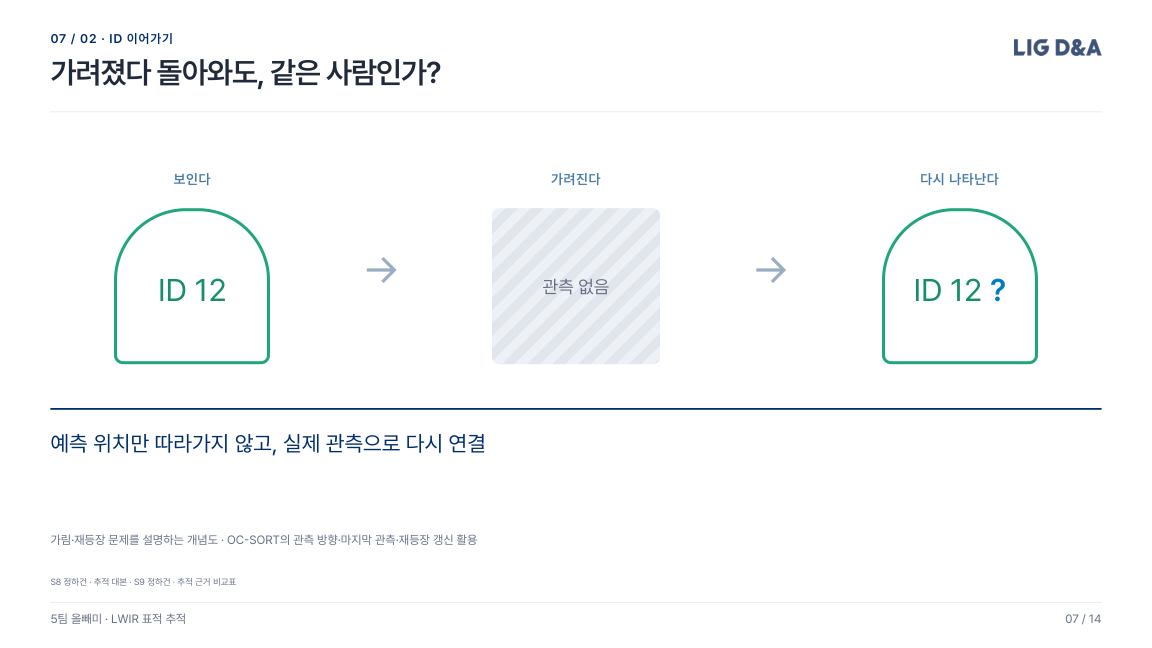 07 / 02 · ID 이어가기
LIG D&A
가려졌다 돌아와도, 같은 사람인가?
보인다
가려진다
다시 나타난다
ID 12
관측 없음
ID 12 ?
예측 위치만 따라가지 않고, 실제 관측으로 다시 연결
가림·재등장 문제를 설명하는 개념도 · OC-SORT의 관측 방향·마지막 관측·재등장 갱신 활용
S8 정하건 · 추적 대본 · S9 정하건 · 추적 근거 비교표
5팀 올빼미 · LWIR 표적 추적
07 / 14